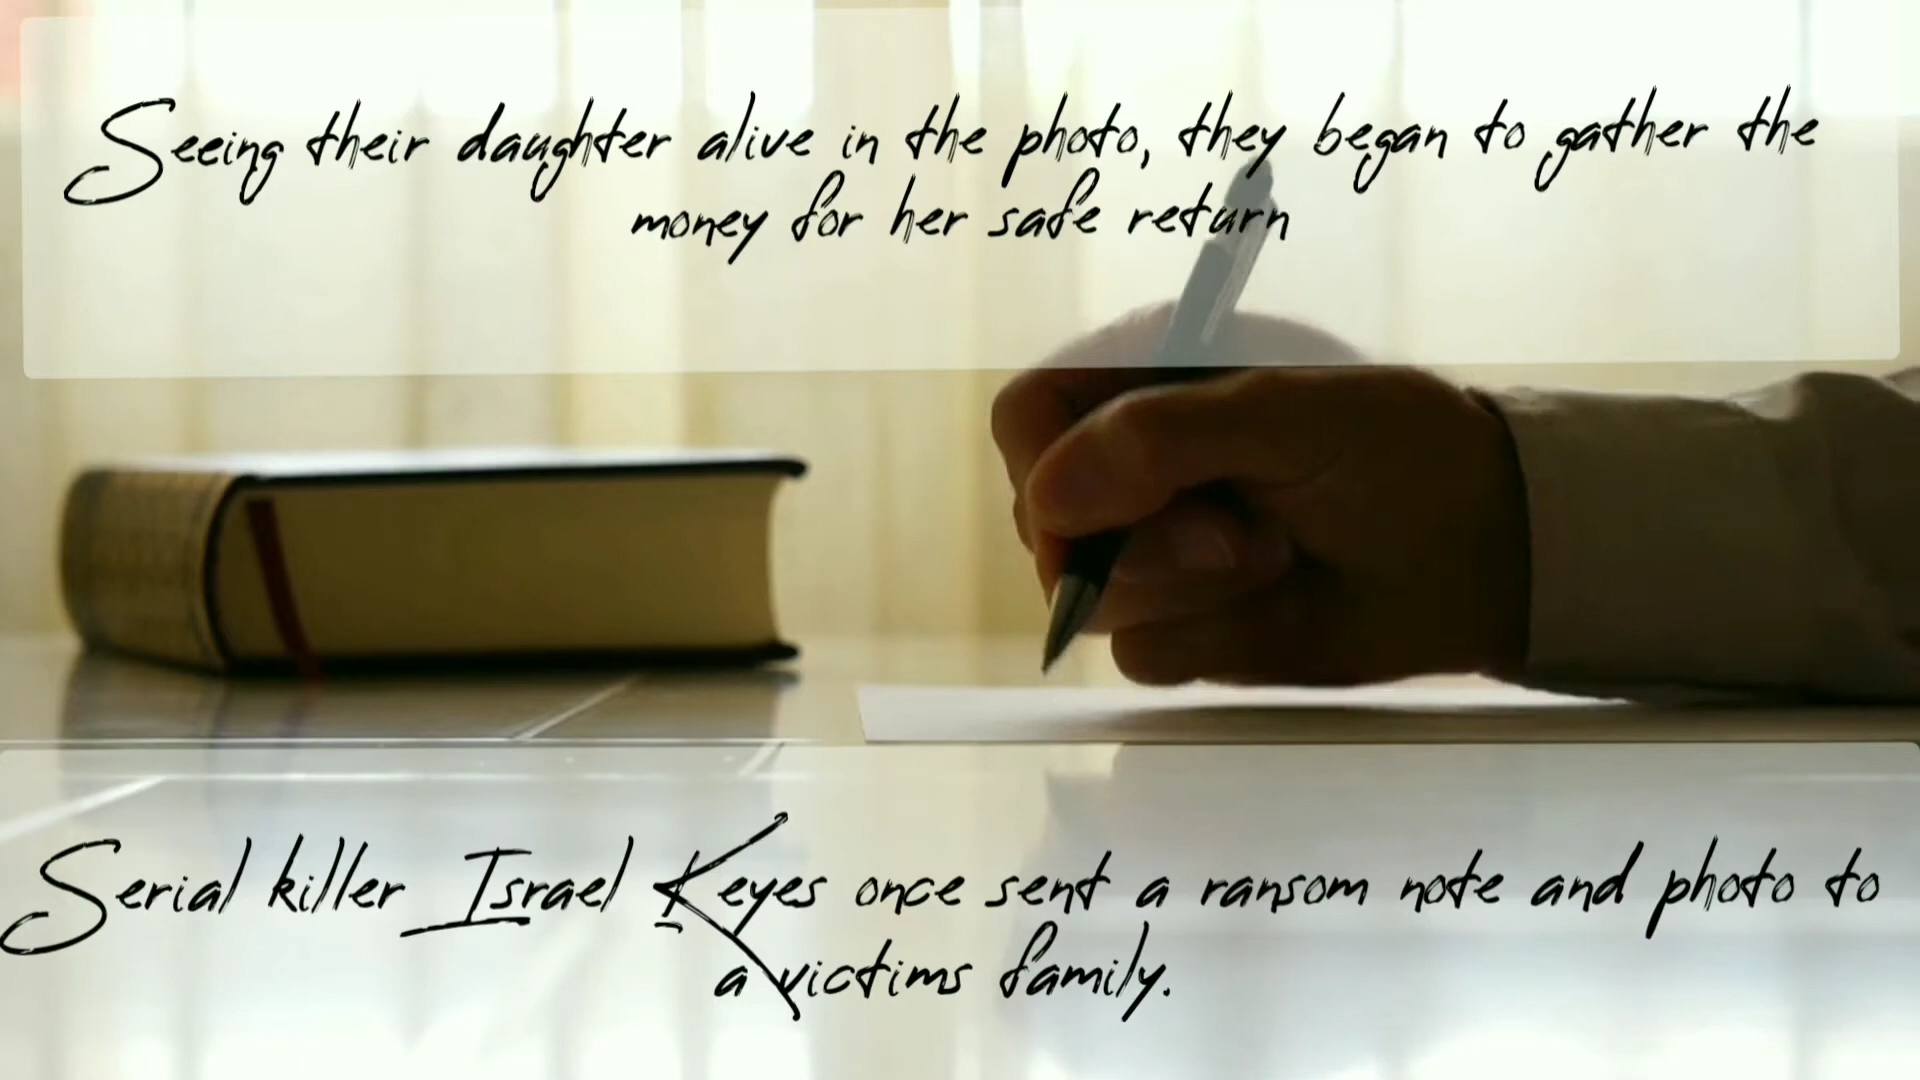 Seeing their daughter alive in the photo, they began to gather the
money for her safe return
Serial killer Israel Keyes once sent a ransom note and photo to
a victims family.